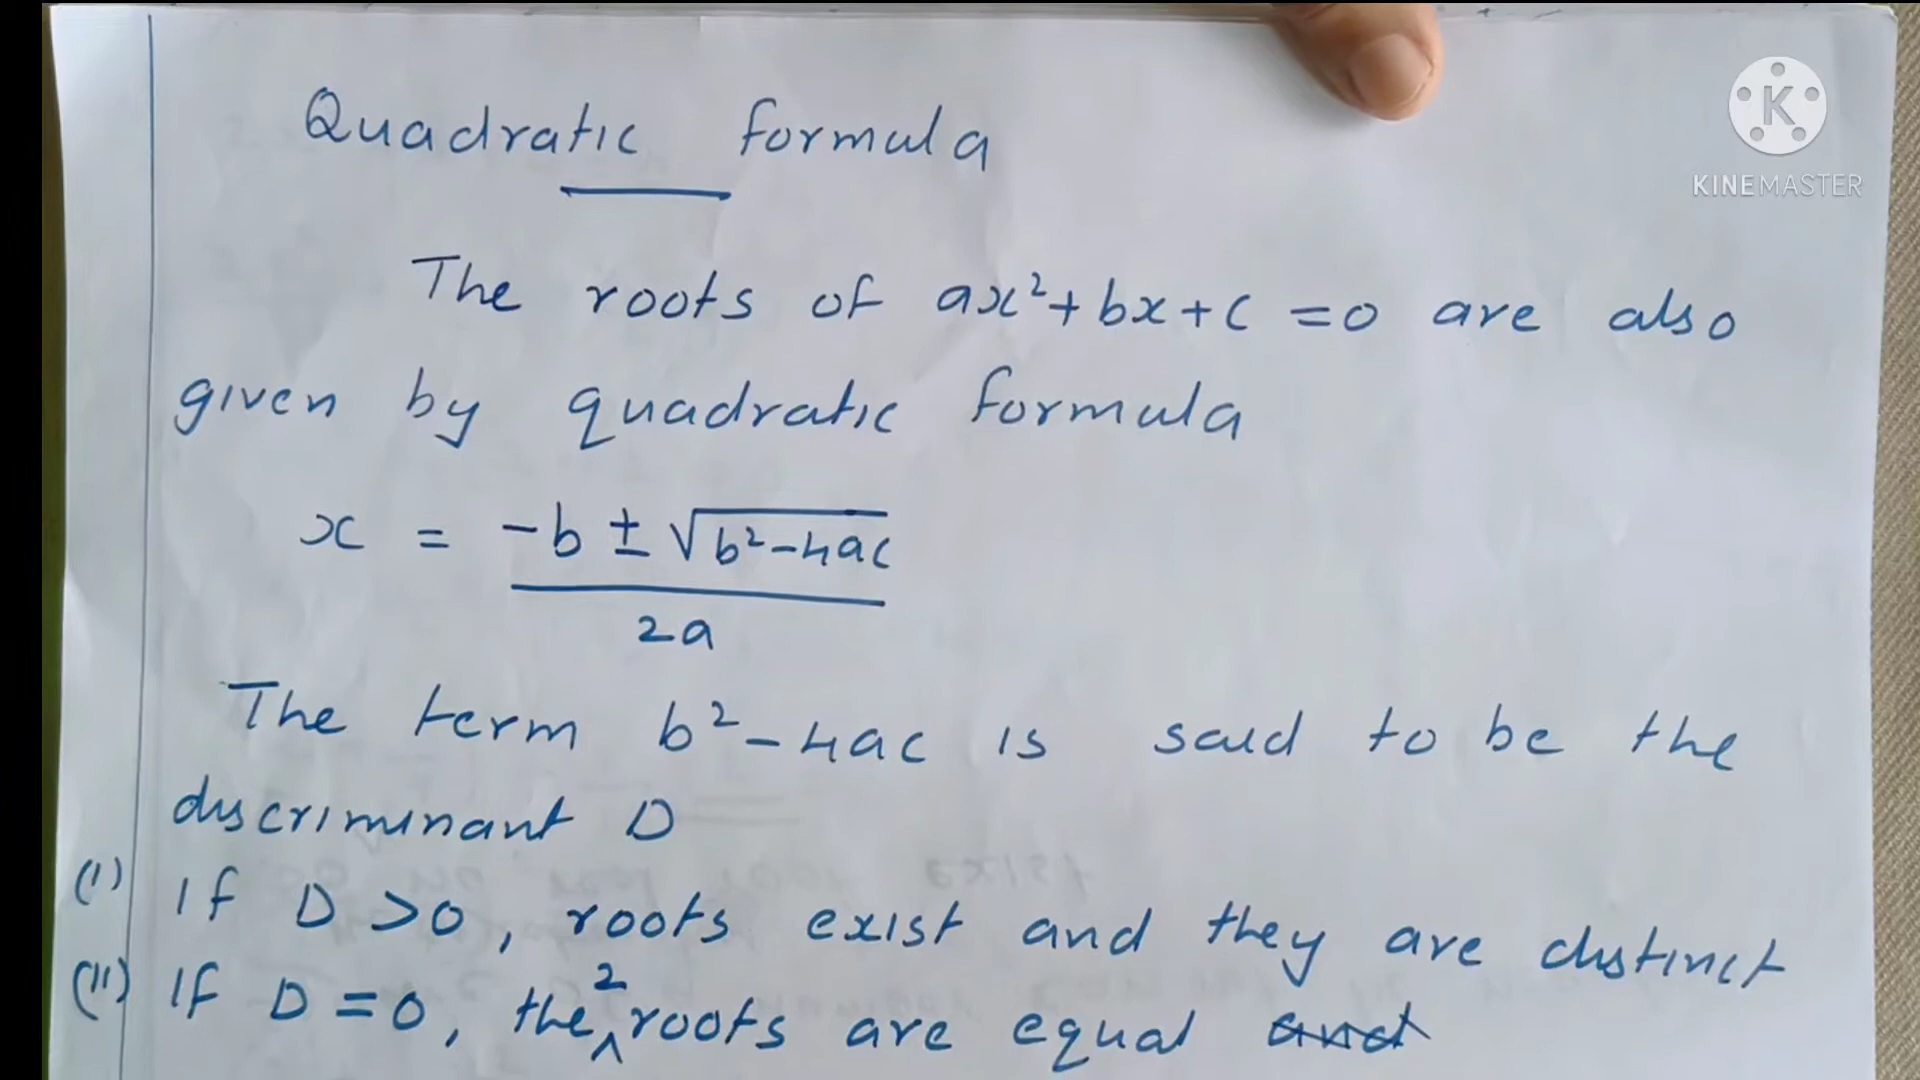 Quadratic formula
K
KINEMASTER
The roots of ax²+bx+c =0 are also
given by quadratic formula
x = -b ± √b²-4ac
2a
The term b²-4ac is said to be the
discriminant D
(i) If D >0, roots exist and they are distinct
(ii) If D =0, the 2 roots are equal and